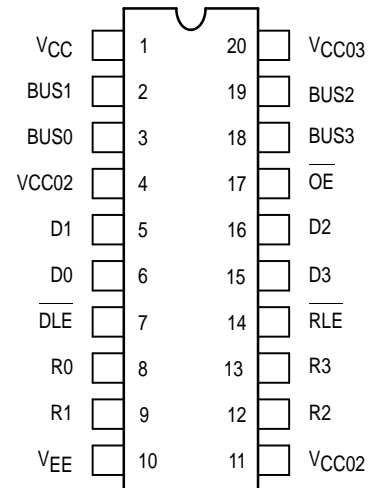 VCC 1 20 VCC03
BUS1 2 19 BUS2
BUS0 3 18 BUS3
VCC02 4 17 OE
D1 5 16 D2
D0 6 15 D3
DLE 7 14 RLE
R0 8 13 R3
R1 9 12 R2
VEE 10 11 VCC02